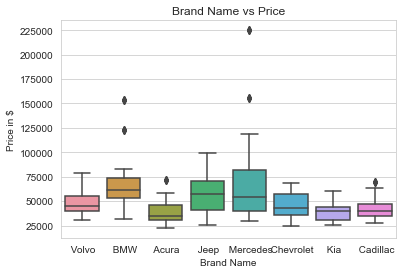 Brand Name vs Price
225000
200000
175000
150000
125000
100000
75000
50000
25000
Price in $
Volvo BMW Acura Jeep Mercedes Chevrolet Kia Cadillac
Brand Name